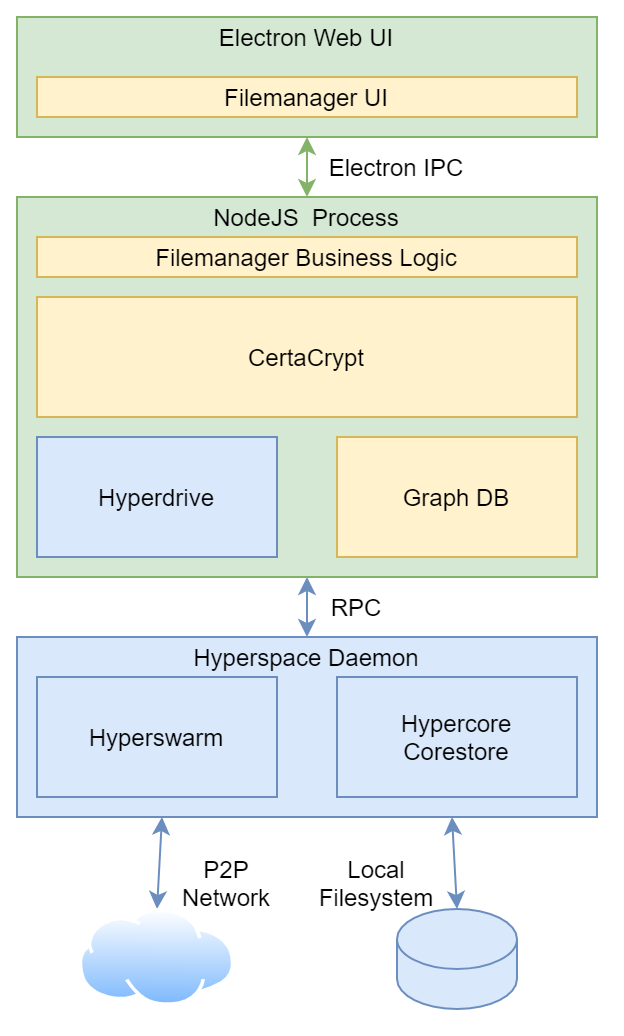 Electron Web UI
Filemanager UI
Electron IPC
NodeJS  Process
Filemanager Business Logic
CertaCrypt
Hyperdrive
Graph DB
RPC
Hyperspace Daemon
Hyperswarm
Hypercore
Corestore
P2P
Network
Local
Filesystem